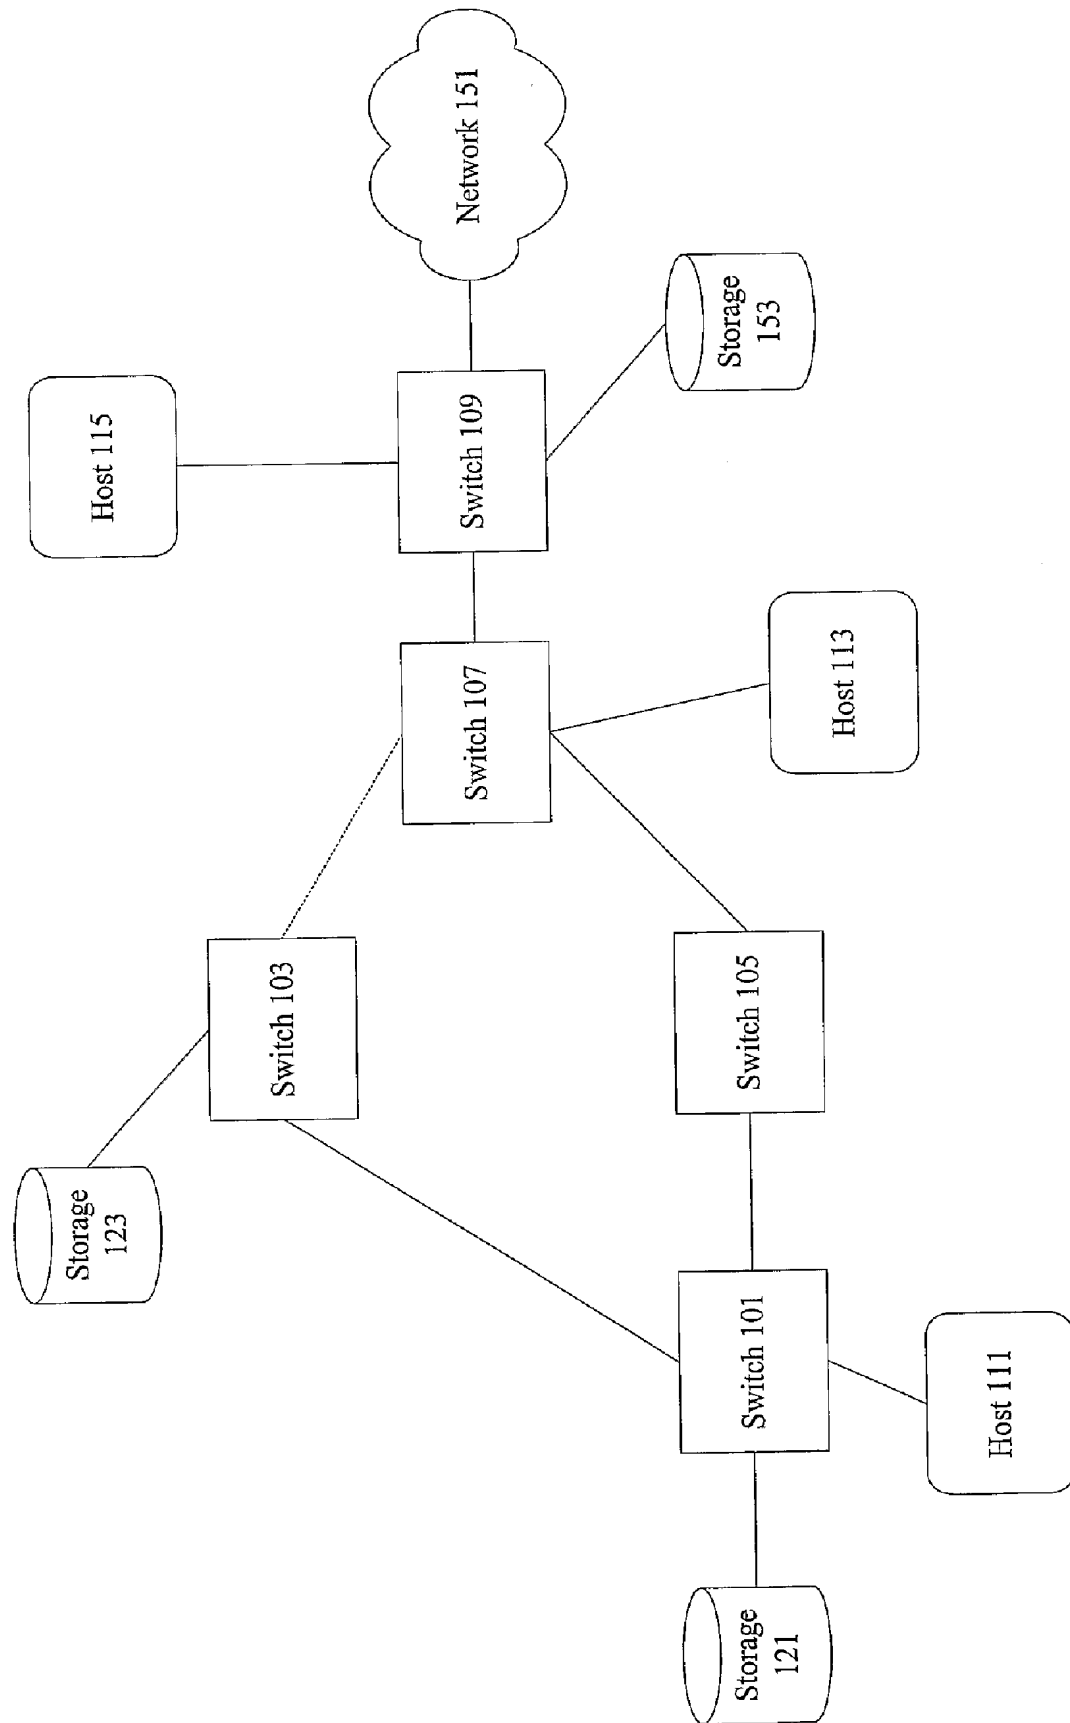 Storage
123
Host 115
Switch 103
Storage
121
Switch 101
Switch 105
Switch 107
Switch 109
Network 151
Storage
153
Host 113
Host 111